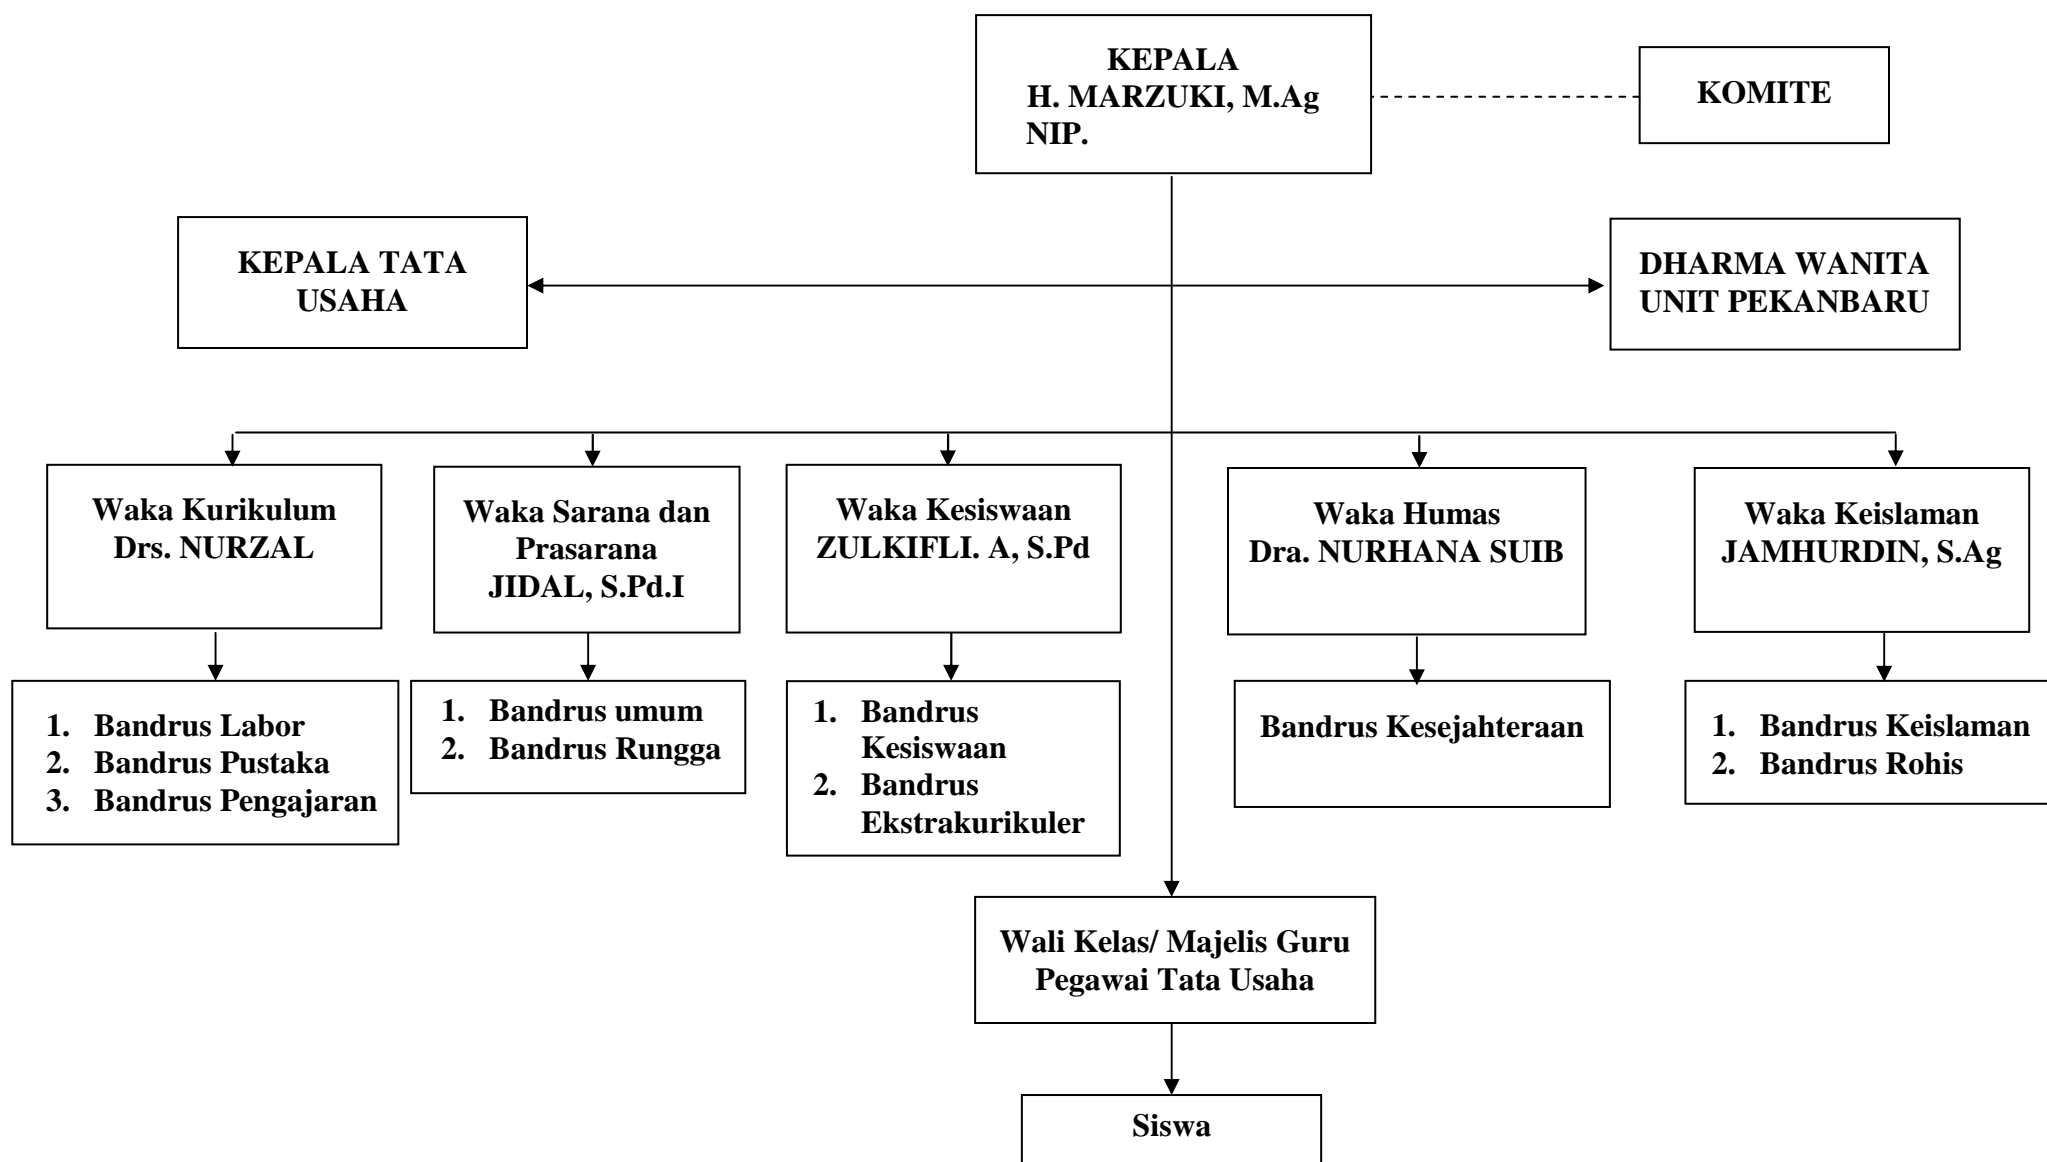 KEPALA
H. MARZUKI, M.Ag
NIP.
KOMITE
KEPALA TATA
USAHA
DHARMA WANITA
UNIT PEKANBARU
Waka Kurikulum
Drs. NURZAL
Waka Sarana dan
Prasarana
JIDAL, S.Pd.I
Waka Kesiswaan
ZULKIFLI. A, S.Pd
Waka Humas
Dra. NURHANA SUIB
Waka Keislaman
JAMHURDIN, S.Ag
1. Bandrus Labor
2. Bandrus Pustaka
3. Bandrus Pengajaran
1. Bandrus umum
2. Bandrus Rungga
1. Bandrus
Kesiswaan
2. Bandrus
Ekstrakurikuler
Bandrus Kesejahteraan
1. Bandrus Keislaman
2. Bandrus Rohis
Wali Kelas/ Majelis Guru
Pegawai Tata Usaha
Siswa